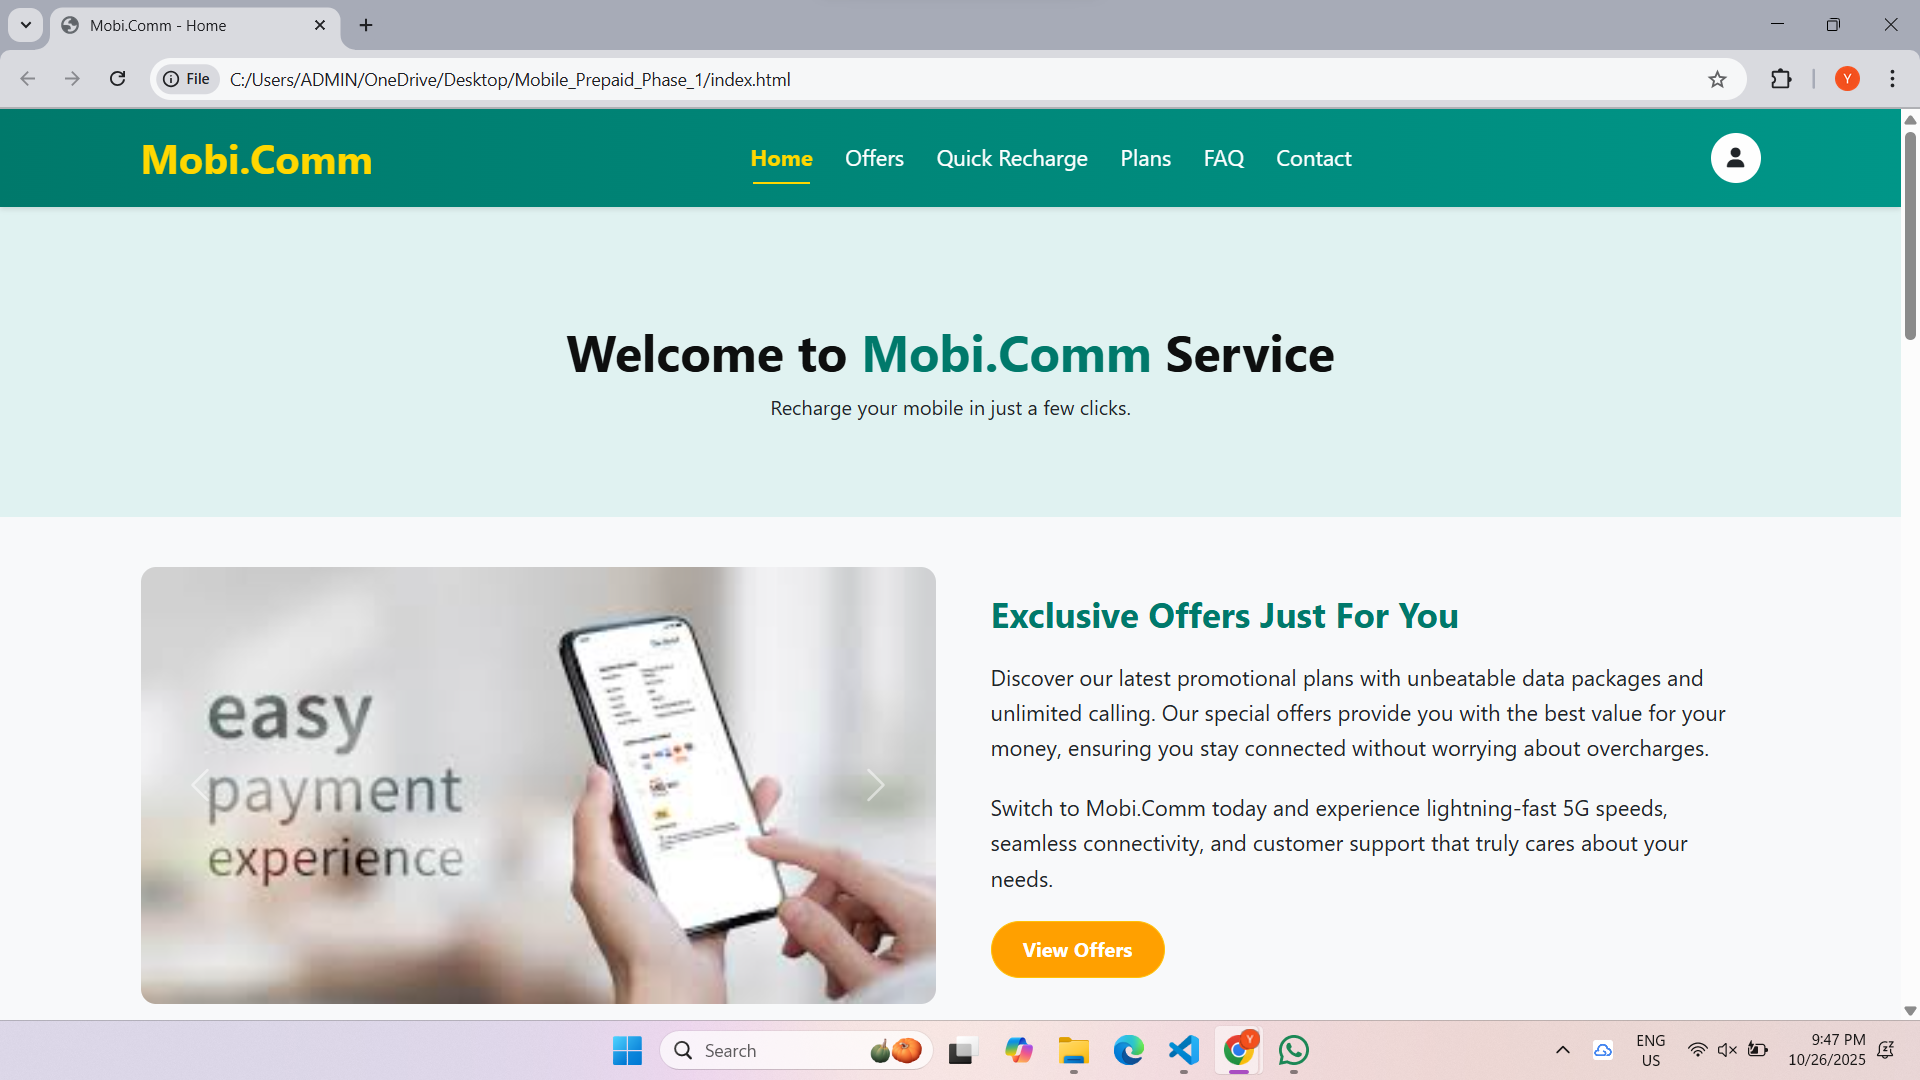 Mobi.Comm - Home
File
C:/Users/ADMIN/OneDrive/Desktop/Mobile_Prepaid_Phase_1/index.html
Y
Mobi.Comm
Home
Offers
Quick Recharge
Plans
FAQ
Contact
Welcome to Mobi.Comm Service
Recharge your mobile in just a few clicks.
easy
payment
experience
Exclusive Offers Just For You
Discover our latest promotional plans with unbeatable data packages and
unlimited calling. Our special offers provide you with the best value for your
money, ensuring you stay connected without worrying about overcharges.
Switch to Mobi.Comm today and experience lightning-fast 5G speeds,
seamless connectivity, and customer support that truly cares about your
needs.
View Offers
Search
Y
ENG
US
9:47 PM
10/26/2025